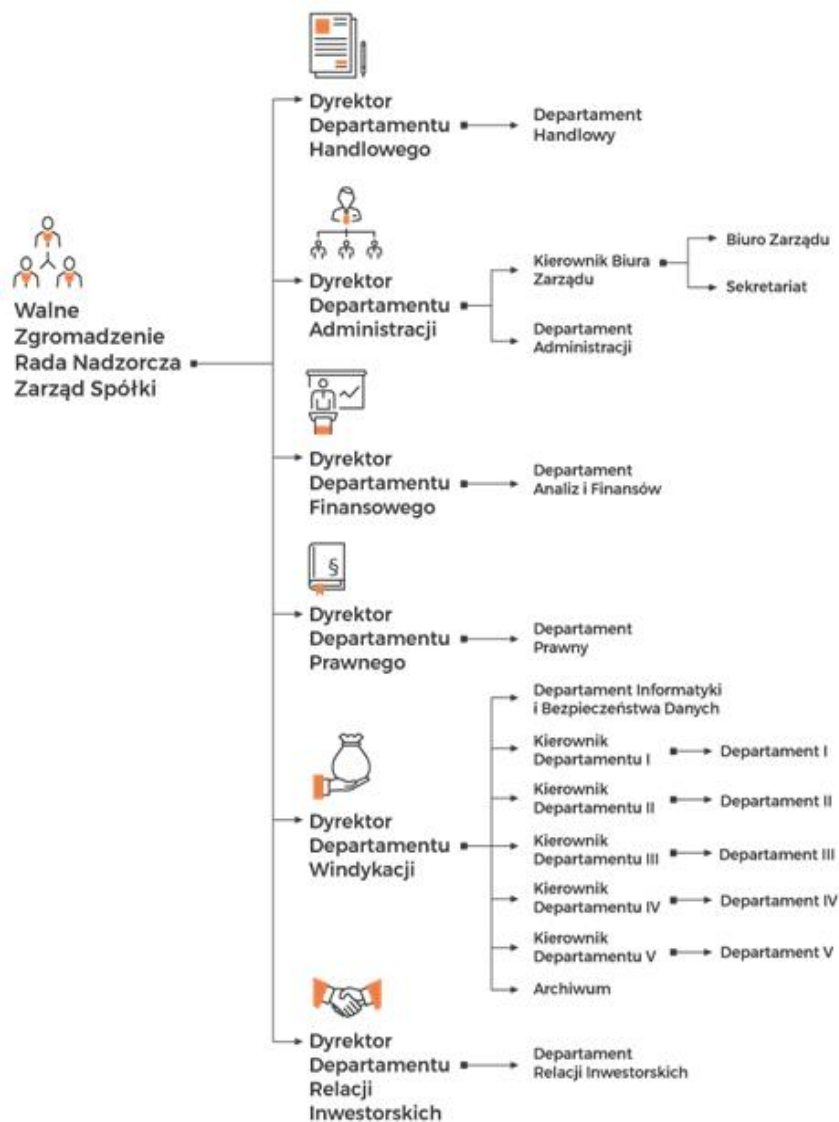 Dyrektor
Departamentu
Handlowego
Departament
Handlowy
Walne
Zgromadzenie
Rada Nadzorcza
Zarząd Spółki
Dyrektor
Departamentu
Administracji
Kierownik Biura
Zarządu
Biuro Zarządu
Sekretariat
Departament
Administracji
Dyrektor
Departamentu
Finansowego
Departament
Analiz i Finansów
§
Dyrektor
Departamentu
Prawnego
Departament
Prawny
Dyrektor
Departamentu
Windykacji
Departament Informatyki
i Bezpieczeństwa Danych
Kierownik
Departamentu I
Departament I
Kierownik
Departamentu II
Departament II
Kierownik
Departamentu III
Departament III
Kierownik
Departamentu IV
Departament IV
Kierownik
Departamentu V
Departament V
Archiwum
Dyrektor
Departamentu
Relacji
Inwestorskich
Departament
Relacji Inwestorskich